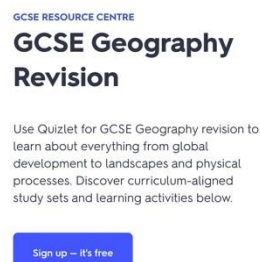 GCSE RESOURCE CENTRE
GCSE Geography
Revision
Use Quizlet for GCSE Geography revision to
learn about everything from global
development to landscapes and physical
processes. Discover curriculum-aligned
study sets and learning activities below.
Sign up — it's free